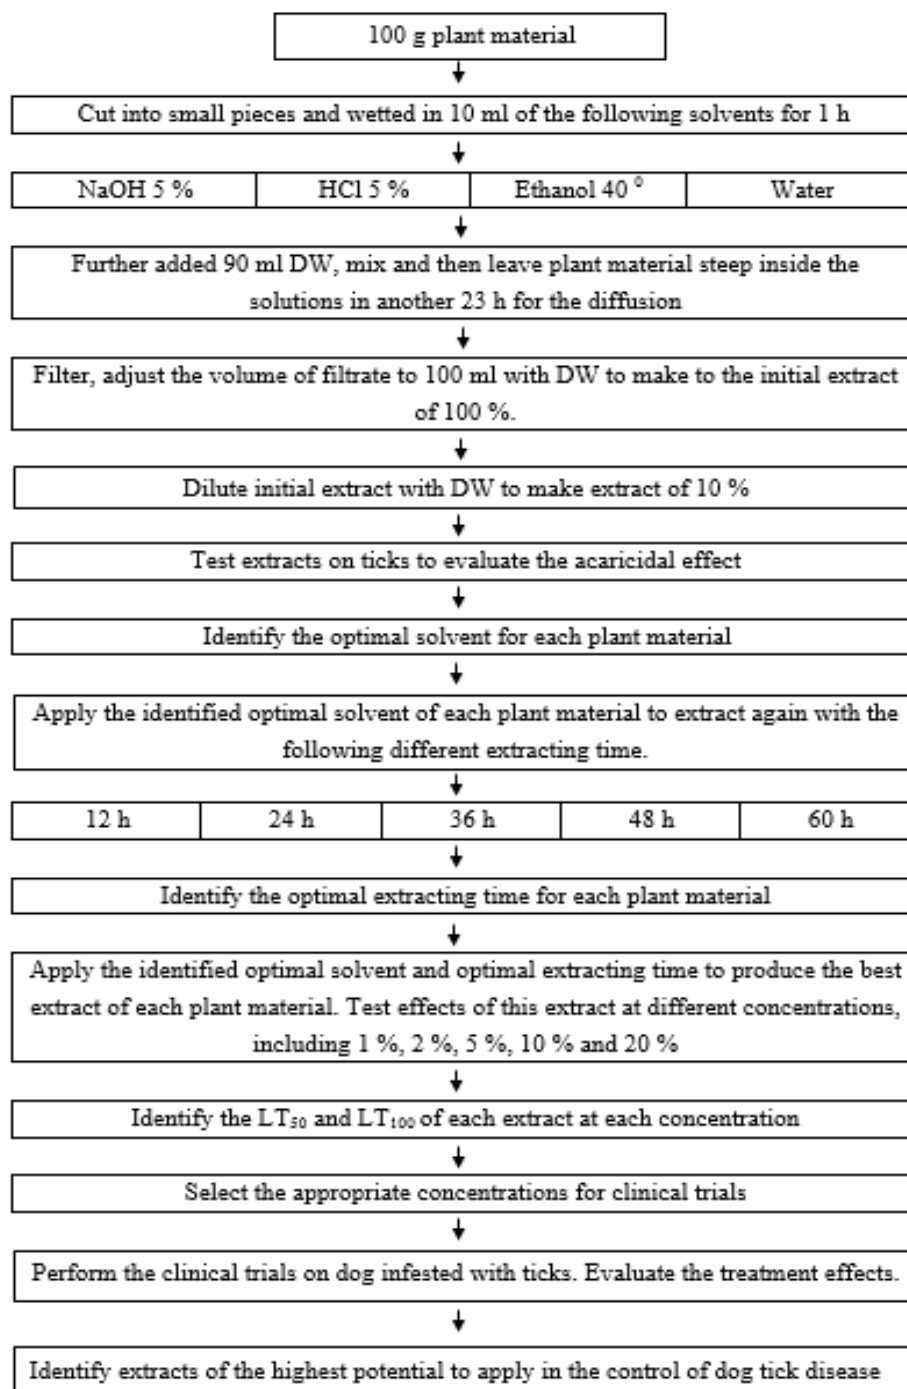 100 g plant material
Cut into small pieces and wetted in 10 ml of the following solvents for 1 h
NaOH 5 %
HCl 5 %
Ethanol 40 ⁰
Water
Further added 90 ml DW, mix and then leave plant material steep inside the
solutions in another 23 h for the diffusion
Filter, adjust the volume of filtrate to 100 ml with DW to make to the initial extract
of 100 %.
Dilute initial extract with DW to make extract of 10 %
Test extracts on ticks to evaluate the acaricidal effect
Identify the optimal solvent for each plant material
Apply the identified optimal solvent of each plant material to extract again with the
following different extracting time.
12 h
24 h
36 h
48 h
60 h
Identify the optimal extracting time for each plant material
Apply the identified optimal solvent and optimal extracting time to produce the best
extract of each plant material. Test effects of this extract at different concentrations,
including 1 %, 2 %, 5 %, 10 % and 20 %
Identify the LT₅₀ and LT₁₀₀ of each extract at each concentration
Select the appropriate concentrations for clinical trials
Perform the clinical trials on dog infested with ticks. Evaluate the treatment effects.
Identify extracts of the highest potential to apply in the control of dog tick disease